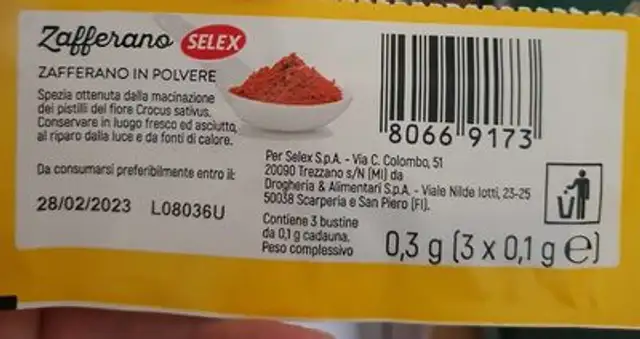 Zafferano SELEX
ZAFFERANO IN POLVERE
Spezia ottenuta dalla macinazione
dei pistilli del fiore Crocus sativus.
Conservare in luogo fresco ed asciutto,
al riparo dalla luce e da fonti di calore.
Da consumarsi preferibilmente entro il:
28/02/2023 L08036U
8066 9173
Per Selex S.p.A. - Via C. Colombo, 51
20090 Trezzano s/N (MI) da
Drogheria & Alimentari S.p.A. - Viale Nilde Iotti, 23-25
50038 Scarperia e San Piero (FI).
Contiene 3 bustine
da 0,1 g cadauna.
Peso complessivo
0,3 g (3 x 0,1 g e)